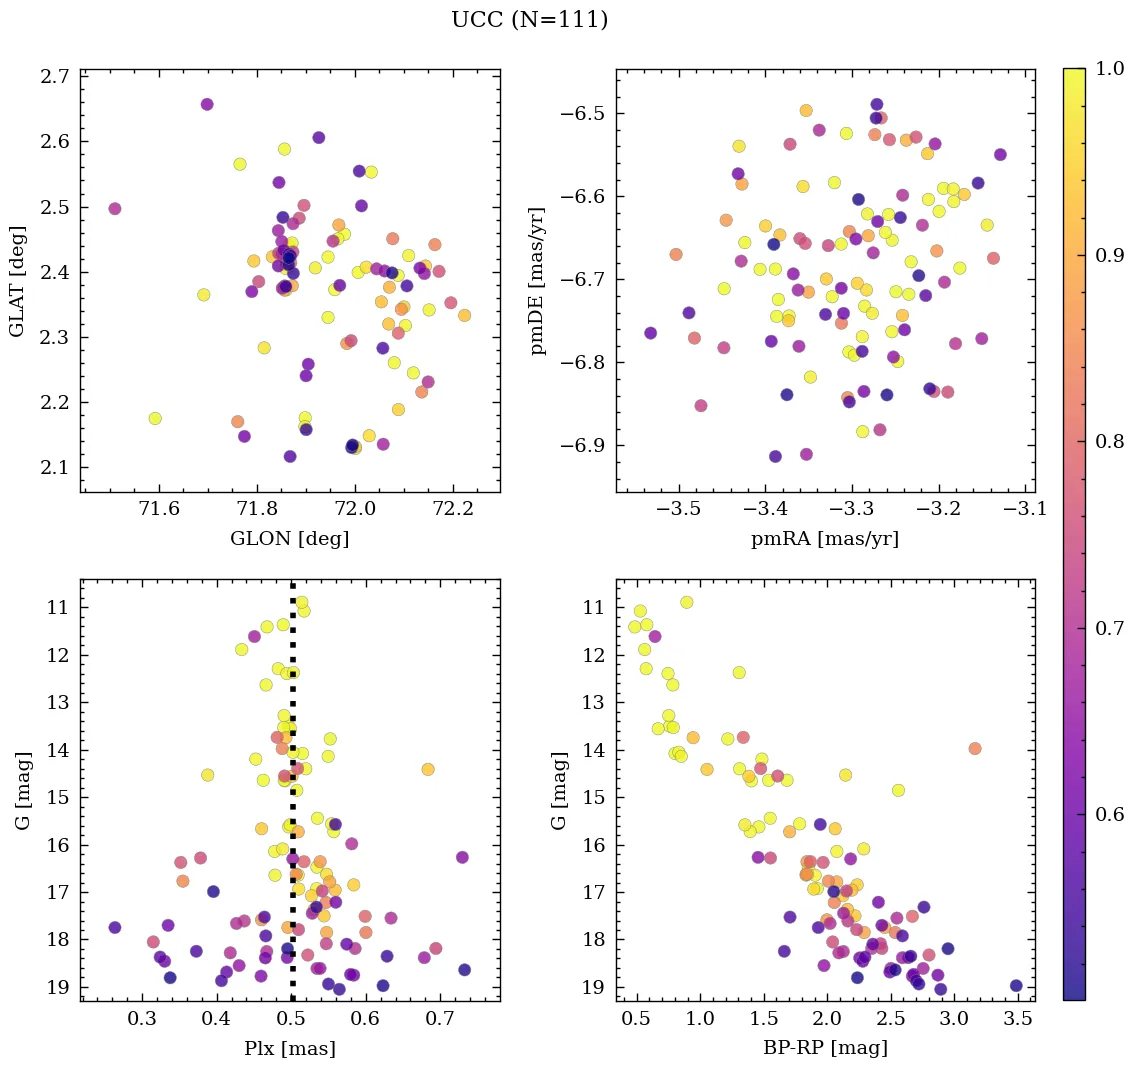 UCC (N=111)
2.7
2.6
2.5
2.4
2.3
2.2
2.1
GLAT [deg]
71.6 71.8 72.0 72.2
GLON [deg]
−6.5
−6.6
−6.7
−6.8
−6.9
pmDE [mas/yr]
−3.5 −3.4 −3.3 −3.2 −3.1
pmRA [mas/yr]
1.0
0.9
0.8
0.7
0.6
11
12
13
14
15
16
17
18
19
G [mag]
0.3 0.4 0.5 0.6 0.7
Plx [mas]
11
12
13
14
15
16
17
18
19
G [mag]
0.5 1.0 1.5 2.0 2.5 3.0 3.5
BP-RP [mag]